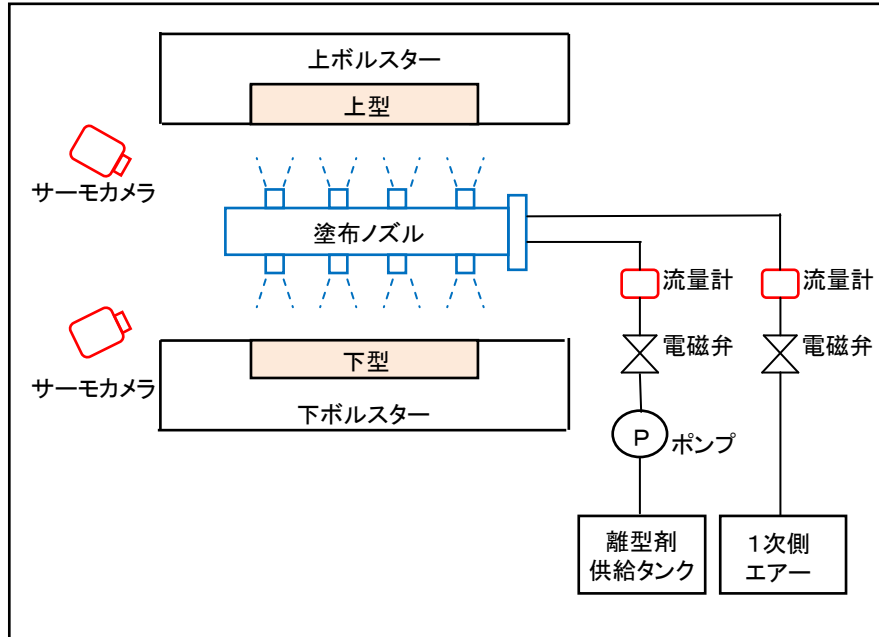 上ボルスター
上型
サーモカメラ
塗布ノズル
流量計
流量計
電磁弁
電磁弁
サーモカメラ
下型
下ボルスター
P
ポンプ
離型剤
供給タンク
１次側
エアー